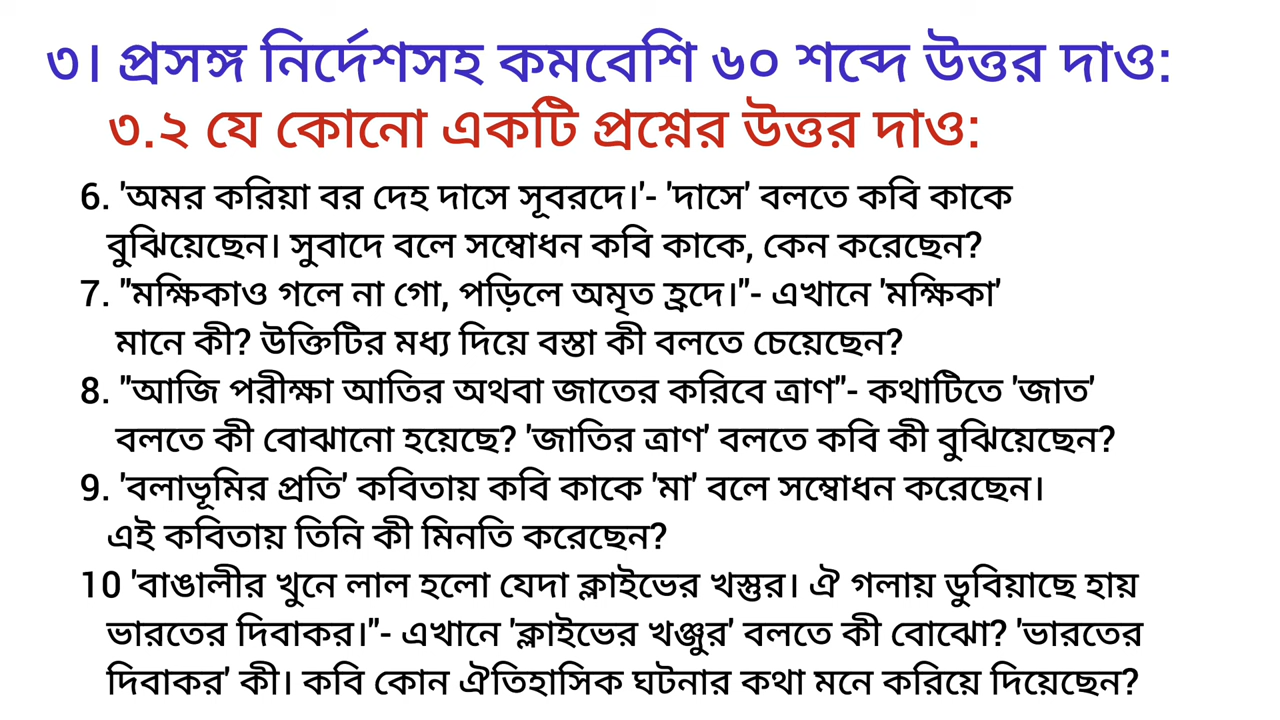 ৩। প্রসঙ্গ নির্দেশসহ কমবেশি ৬০ শব্দে উত্তর দাও:
৩.২ যে কোনো একটি প্রশ্নের উত্তর দাও:
6. 'অমর করিয়া বর দেহ দাসে সূবরদে।'- 'দাসে' বলতে কবি কাকে
বুঝিয়েছেন। সুবাদে বলে সম্বোধন কবি কাকে, কেন করেছেন?
7. "মক্ষিকাও গলে না গো, পড়িলে অমৃত হ্রদে।"- এখানে 'মক্ষিকা'
মানে কী? উক্তিটির মধ্য দিয়ে বস্তা কী বলতে চেয়েছেন?
8. "আজি পরীক্ষা আতির অথবা জাতের করিবে ত্রাণ"- কথাটিতে 'জাত'
বলতে কী বোঝানো হয়েছে? 'জাতির ত্রাণ' বলতে কবি কী বুঝিয়েছেন?
9. 'বলাভূমির প্রতি' কবিতায় কবি কাকে 'মা' বলে সম্বোধন করেছেন।
এই কবিতায় তিনি কী মিনতি করেছেন?
10 'বাঙালীর খুনে লাল হলো যেদা ক্লাইভের খস্তুর। ঐ গলায় ডুবিয়াছে হায়
ভারতের দিবাকর।"- এখানে 'ক্লাইভের খঞ্জুর' বলতে কী বোঝো? 'ভারতের
দিবাকর' কী। কবি কোন ঐতিহাসিক ঘটনার কথা মনে করিয়ে দিয়েছেন?